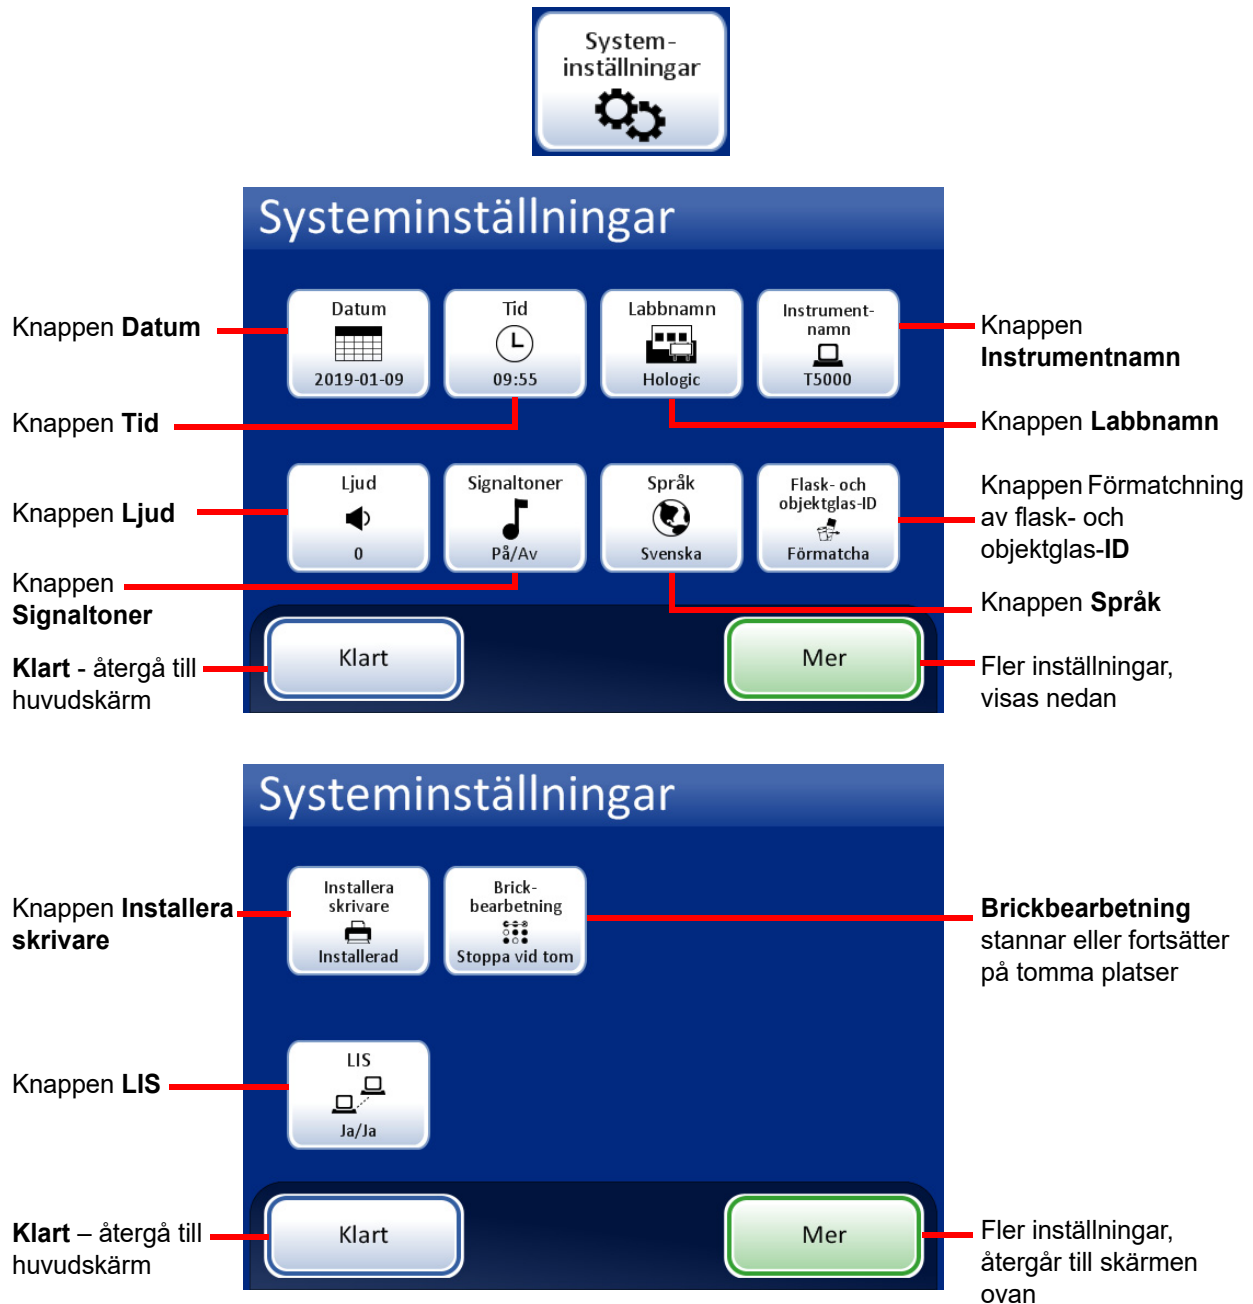 System-
inställningar
Systeminställningar
Datum
2019-01-09
Tid
09:55
Labbnamn
Hologic
Instrument-
namn
T5000
Knappen Datum
Knappen
Instrumentnamn
Knappen Tid
Knappen Labbnamn
Ljud
0
Signaltoner
På/Av
Språk
Svenska
Flask- och
objektglas-ID
Förmatcha
Knappen Ljud
Knappen Förmatchning
av flask- och
objektglas-ID
Knappen
Signaltoner
Knappen Språk
Klart
Mer
Klart - återgå till
huvudskärm
Fler inställningar,
visas nedan
Systeminställningar
Installera
skrivare
Installerad
Brick-
bearbetning
Stoppa vid tom
Knappen Installera
skrivare
Brickbearbetning
stannar eller fortsätter
på tomma platser
LIS
Ja/Ja
Knappen LIS
Klart
Mer
Klart – återgå till
huvudskärm
Fler inställningar,
återgår till skärmen
ovan